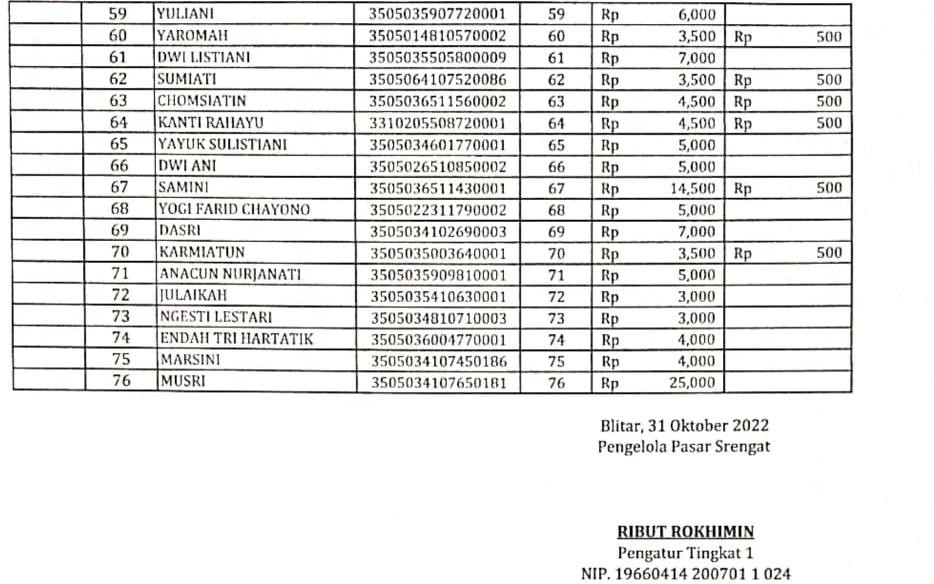 59 YULIANI 3505035907720001 59 Rp 6,000
60 YAROMAH 3505014810570002 60 Rp 3,500 Rp 500
61 DWI LISTIANI 3505035505800009 61 Rp 7,000
62 SUMIATI 3505064107520086 62 Rp 3,500 Rp 500
63 CHOMSIATIN 3505036511560002 63 Rp 4,500 Rp 500
64 KANTI RAHAYU 3310205508720001 64 Rp 4,500 Rp 500
65 YAYUK SULISTIANI 3505034601770001 65 Rp 5,000
66 DWI ANI 3505026510850002 66 Rp 5,000
67 SAMINI 3505036511430001 67 Rp 14,500 Rp 500
68 YOGI FARID CHAYONO 3505022311790002 68 Rp 5,000
69 DASRI 3505034102690003 69 Rp 7,000
70 KARMIATUN 3505035003640001 70 Rp 3,500 Rp 500
71 ANACUN NURJANATI 3505035909810001 71 Rp 5,000
72 JULAIKAH 3505035410630001 72 Rp 3,000
73 NGESTI LESTARI 3505034810710003 73 Rp 3,000
74 ENDAH TRI HARTATIK 3505036004770001 74 Rp 4,000
75 MARSINI 3505034107450186 75 Rp 4,000
76 MUSRI 3505034107650181 76 Rp 25,000
Blitar, 31 Oktober 2022
Pengelola Pasar Srengat
RIBUT ROKHIMIN
Pengatur Tingkat 1
NIP. 19660414 200701 1 024